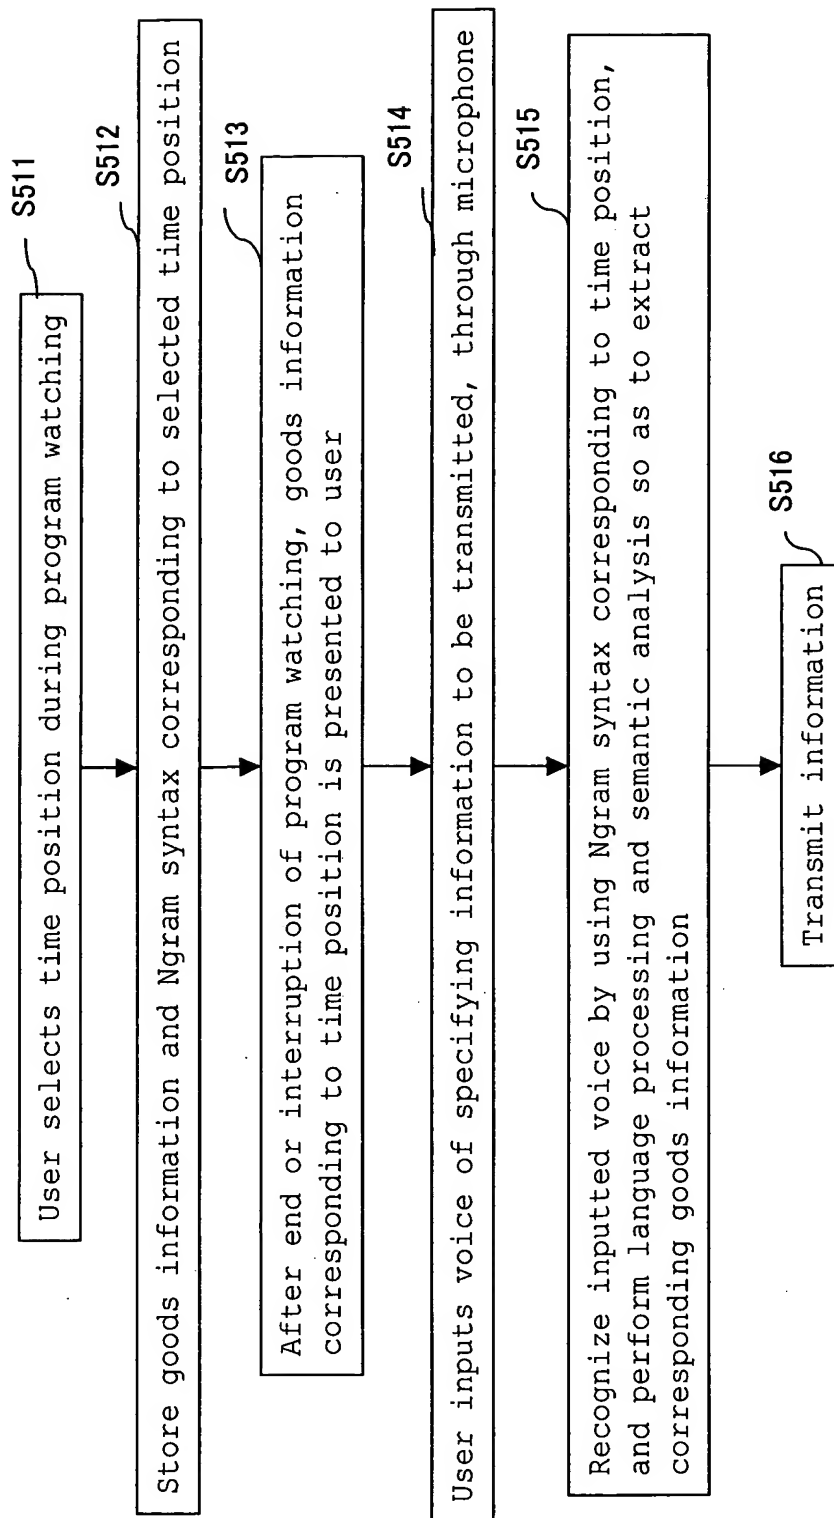 S511
User selects time position during program watching
S512
Store goods information and Ngram syntax corresponding to selected time position
S513
After end or interruption of program watching, goods information
corresponding to time position is presented to user
S514
User inputs voice of specifying information to be transmitted, through microphone
S515
Recognize inputted voice by using Ngram syntax corresponding to time position,
and perform language processing and semantic analysis so as to extract
corresponding goods information
S516
Transmit information